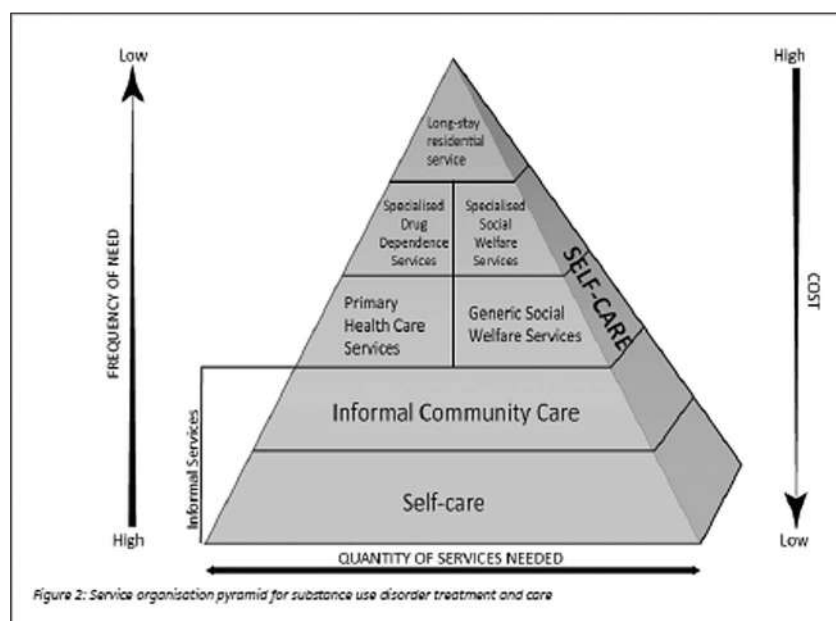 Low
High
Long-stay
residential
service
Specialised
Drug
Dependence
Services
Specialised
Social
Welfare
Services
SELF-CARE
FREQUENCY OF NEED
COST
Primary
Health Care
Services
Generic Social
Welfare Services
Informal Services
Informal Community Care
Self-care
High
Low
QUANTITY OF SERVICES NEEDED
Figure 2: Service organisation pyramid for substance use disorder treatment and care